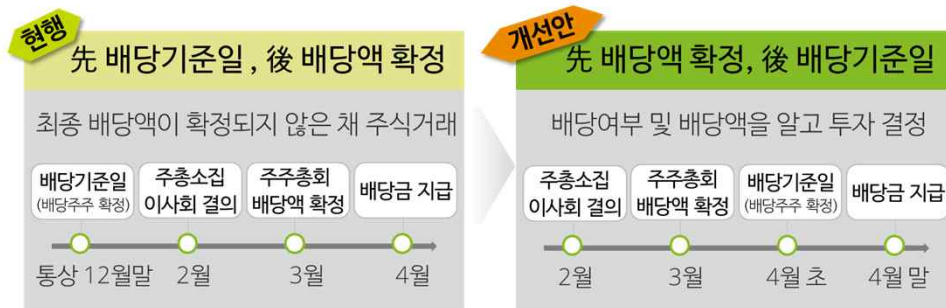 현행
先 배당기준일 , 後 배당액 확정
최종 배당액이 확정되지 않은 채 주식거래
배당기준일
(배당주주 확정)
주총소집
이사회 결의
주주총회
배당액 확정
배당금 지급
통상 12월말
2월
3월
4월
개선안
先 배당액 확정, 後 배당기준일
배당여부 및 배당액을 알고 투자 결정
주총소집
이사회 결의
주주총회
배당액 확정
배당기준일
(배당주주 확정)
배당금 지급
2월
3월
4월 초
4월 말